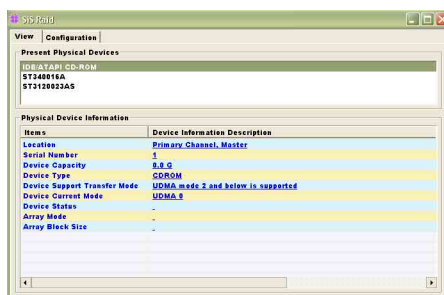 SiS Raid
View Configuration
Present Physical Devices
IDE/ATAPI CD-ROM
ST340016A
ST3120023AS
Physical Device Information
Items Device Information Description
Location Primary Channel, Master
Serial Number 1
Device Capacity 0.0 G
Device Type CDROM
Device Support Transfer Mode UDMA mode 2 and below is supported
Device Current Mode UDMA 0
Device Status -
Array Mode -
Array Block Size -